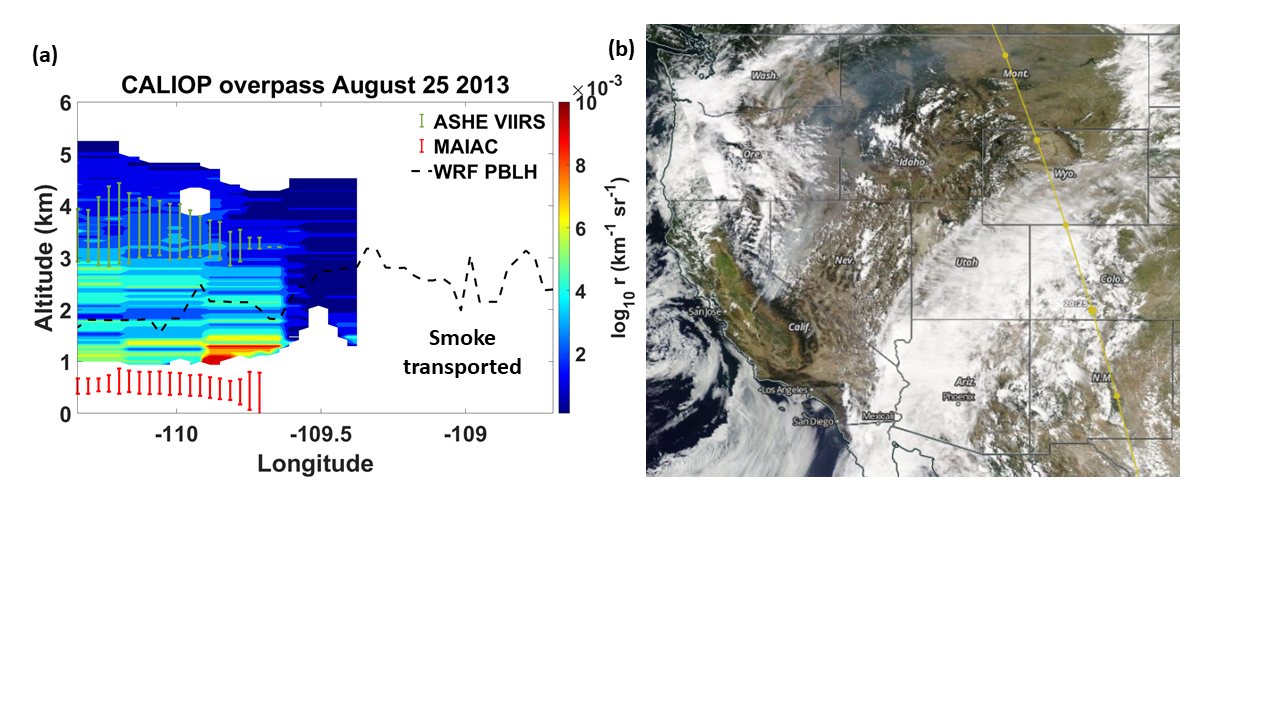 (a)
CALIOP overpass August 25 2013
×10⁻³
10
8
6
4
2
log₁₀ r (km⁻¹ sr⁻¹)
ASHE VIIRS
MAIAC
WRF PBLH
6
5
4
3
2
1
0
Altitude (km)
Smoke
transported
-110
-109.5
-109
Longitude
(b)
Wash.
Mont.
Ore.
Idaho
Wyo.
Nev.
Utah
Colo.
20:25
San Jose
Calif.
Los Angeles
Ariz.
Phoenix
N.M.
San Diego
Mexicali